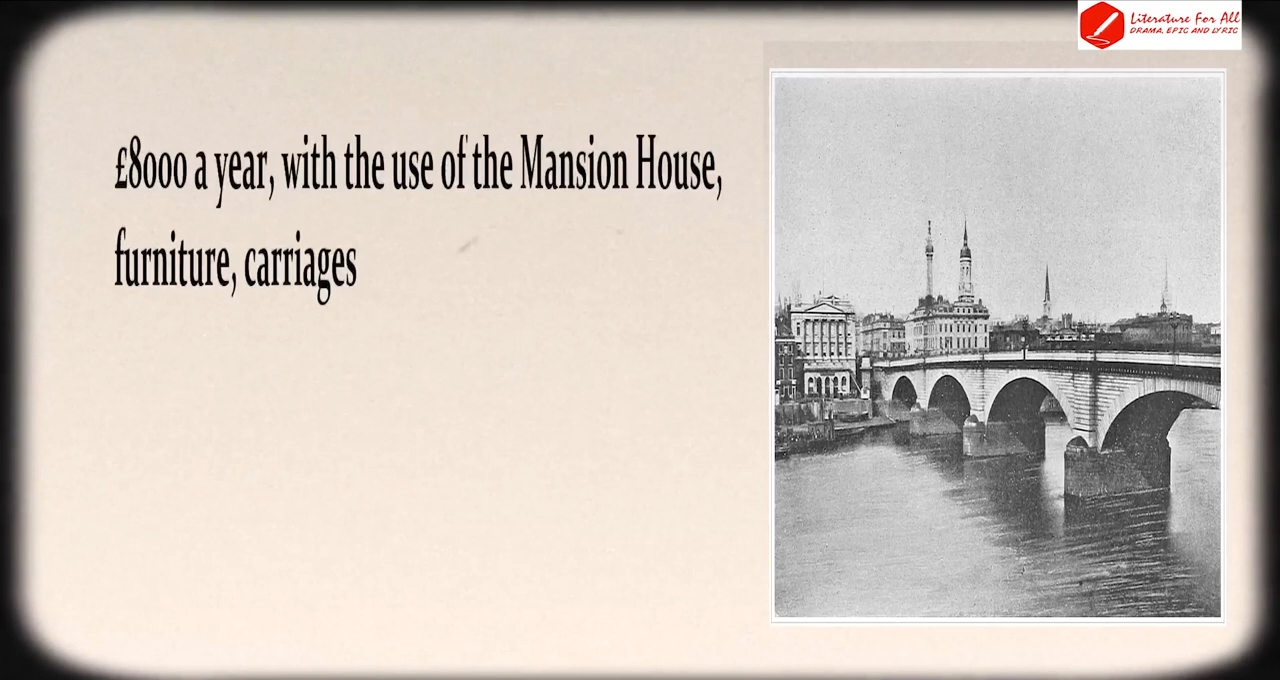 Literature For All
DRAMA, EPIC AND LYRIC
£8000 a year, with the use of the Mansion House,
furniture, carriages